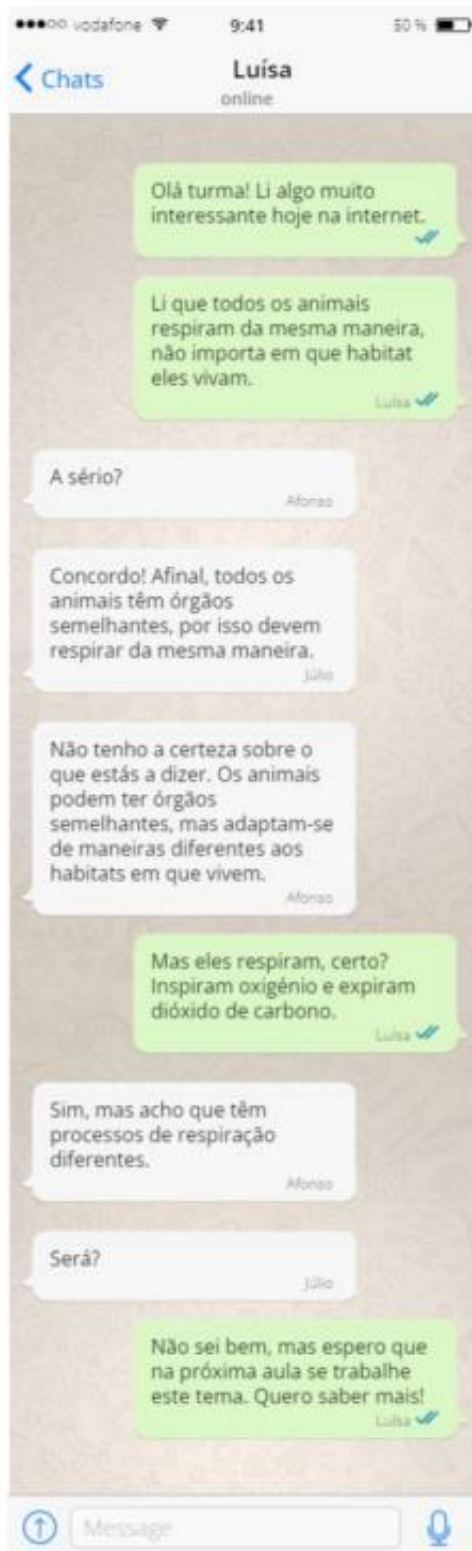 vodafone 9:41 50 %
Chats Luísa
online
Olá turma! Li algo muito
interessante hoje na internet.
Li que todos os animais
respiram da mesma maneira,
não importa em que habitat
eles vivam.
Luísa
A sério?
Afonso
Concordo! Afinal, todos os
animais têm órgãos
semelhantes, por isso devem
respirar da mesma maneira.
Júlio
Não tenho a certeza sobre o
que estás a dizer. Os animais
podem ter órgãos
semelhantes, mas adaptam-se
de maneiras diferentes aos
habitats em que vivem.
Afonso
Mas eles respiram, certo?
Inspiram oxigénio e expiram
dióxido de carbono.
Luísa
Sim, mas acho que têm
processos de respiração
diferentes.
Afonso
Será?
Júlio
Não sei bem, mas espero que
na próxima aula se trabalhe
este tema. Quero saber mais!
Luísa
Message